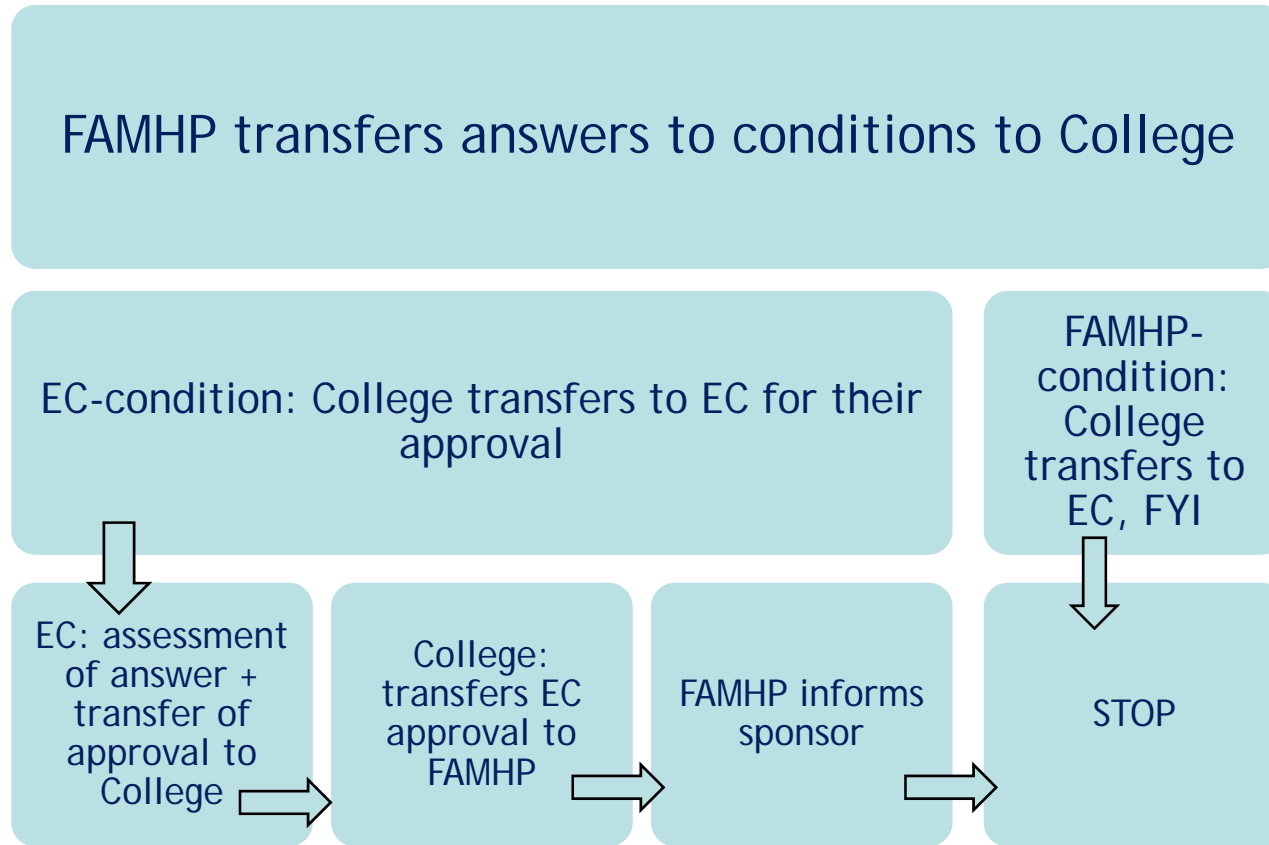 FAMHP transfers answers to conditions to College
EC-condition: College transfers to EC for their
approval
FAMHP-
condition:
College
transfers to
EC, FYI
EC: assessment
of answer +
transfer of
approval to
College
College:
transfers EC
approval to
FAMHP
FAMHP informs
sponsor
STOP